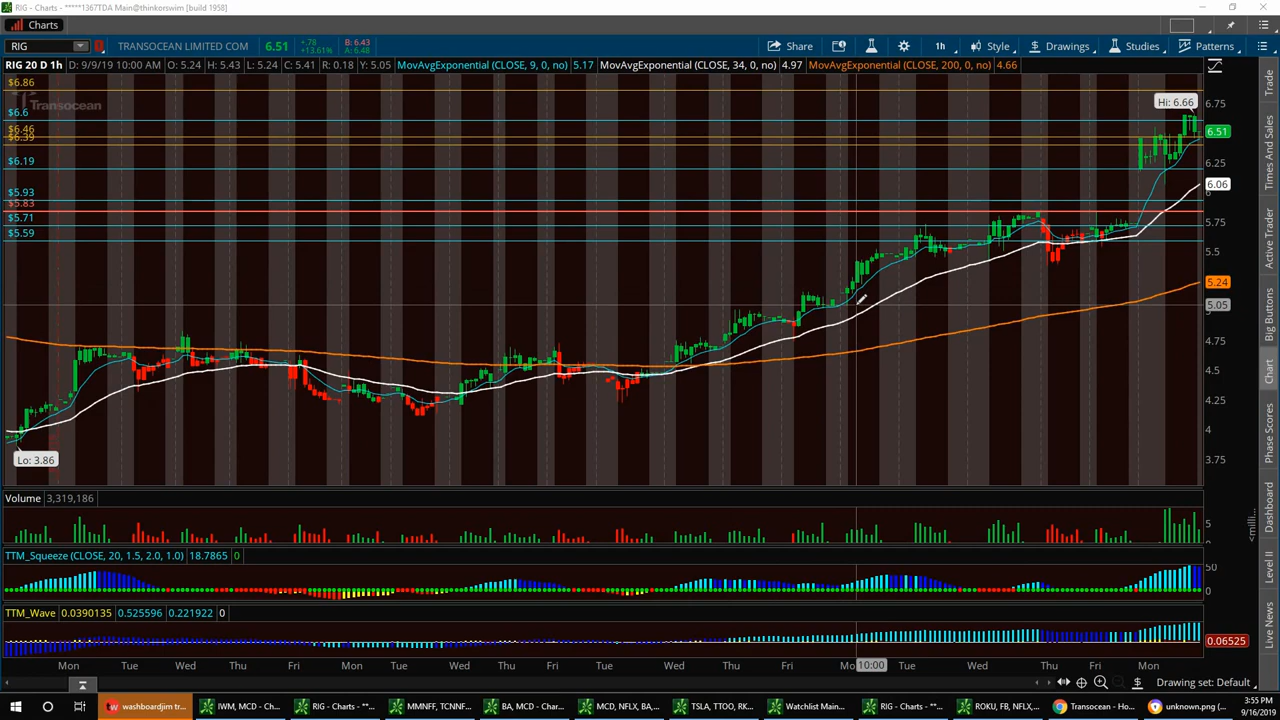 RIG - Charts - *****1367TDA Main@thinkorswim [build 1958]
Charts
RIG TRANSOCEAN LIMITED COM 6.51 +.78 +13.61% B: 6.43 A: 6.48 Share 1h Style Drawings Studies Patterns
RIG 20 D 1h D: 9/9/19 10:00 AM O: 5.24 H: 5.43 L: 5.24 C: 5.41 R: 0.18 Y: 5.05 MovAvgExponential (CLOSE, 9, 0, no) 5.17 MovAvgExponential (CLOSE, 34, 0, no) 4.97 MovAvgExponential (CLOSE, 200, 0, no) 4.66
$6.86
Transocean
Hi: 6.66
6.75
$6.6
$6.46
6.51
$6.39
$6.19
6.25
6.06
$5.93
$5.83
$5.71
5.75
$5.59
5.5
5.24
5.05
4.75
4.5
4.25
4
Lo: 3.86
3.75
Volume 3,319,186
5
<milli...
TTM_Squeeze (CLOSE, 20, 1.5, 2.0, 1.0) 18.7865 0
50
0
TTM_Wave 0.0390135 0.525596 0.221922 0
0.06525
Mon Tue Wed Thu Fri Mon Tue Wed Thu Fri Tue Wed Thu Fri Mo 10:00 Tue Wed Thu Fri Mon
Drawing set: Default
Trade
Times And Sales
Active Trader
Big Buttons
Chart
Phase Scores
Dashboard
Level II
Live News
washboardjim tr...
IWM, MCD - Ch...
RIG - Charts - **...
MMNFF, TCNNF...
BA, MCD - Char...
MCD, NFLX, BA,...
TSLA, TTOO, RK...
Watchlist Main...
RIG - Charts - **...
ROKU, FB, NFLX,...
Transocean - Ho...
unknown.png (...
3:55 PM
9/16/2019